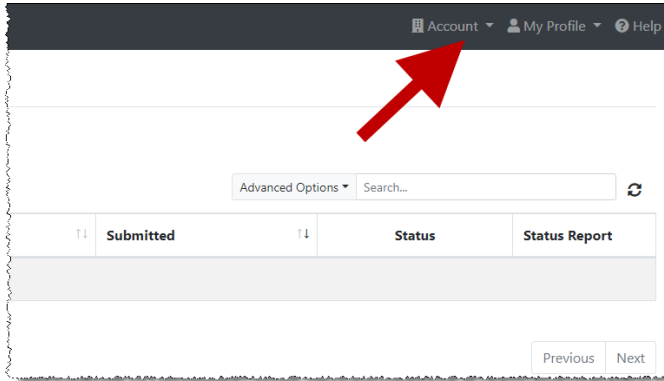 Account My Profile Help
Advanced Options Search...
Submitted Status Status Report
Previous Next